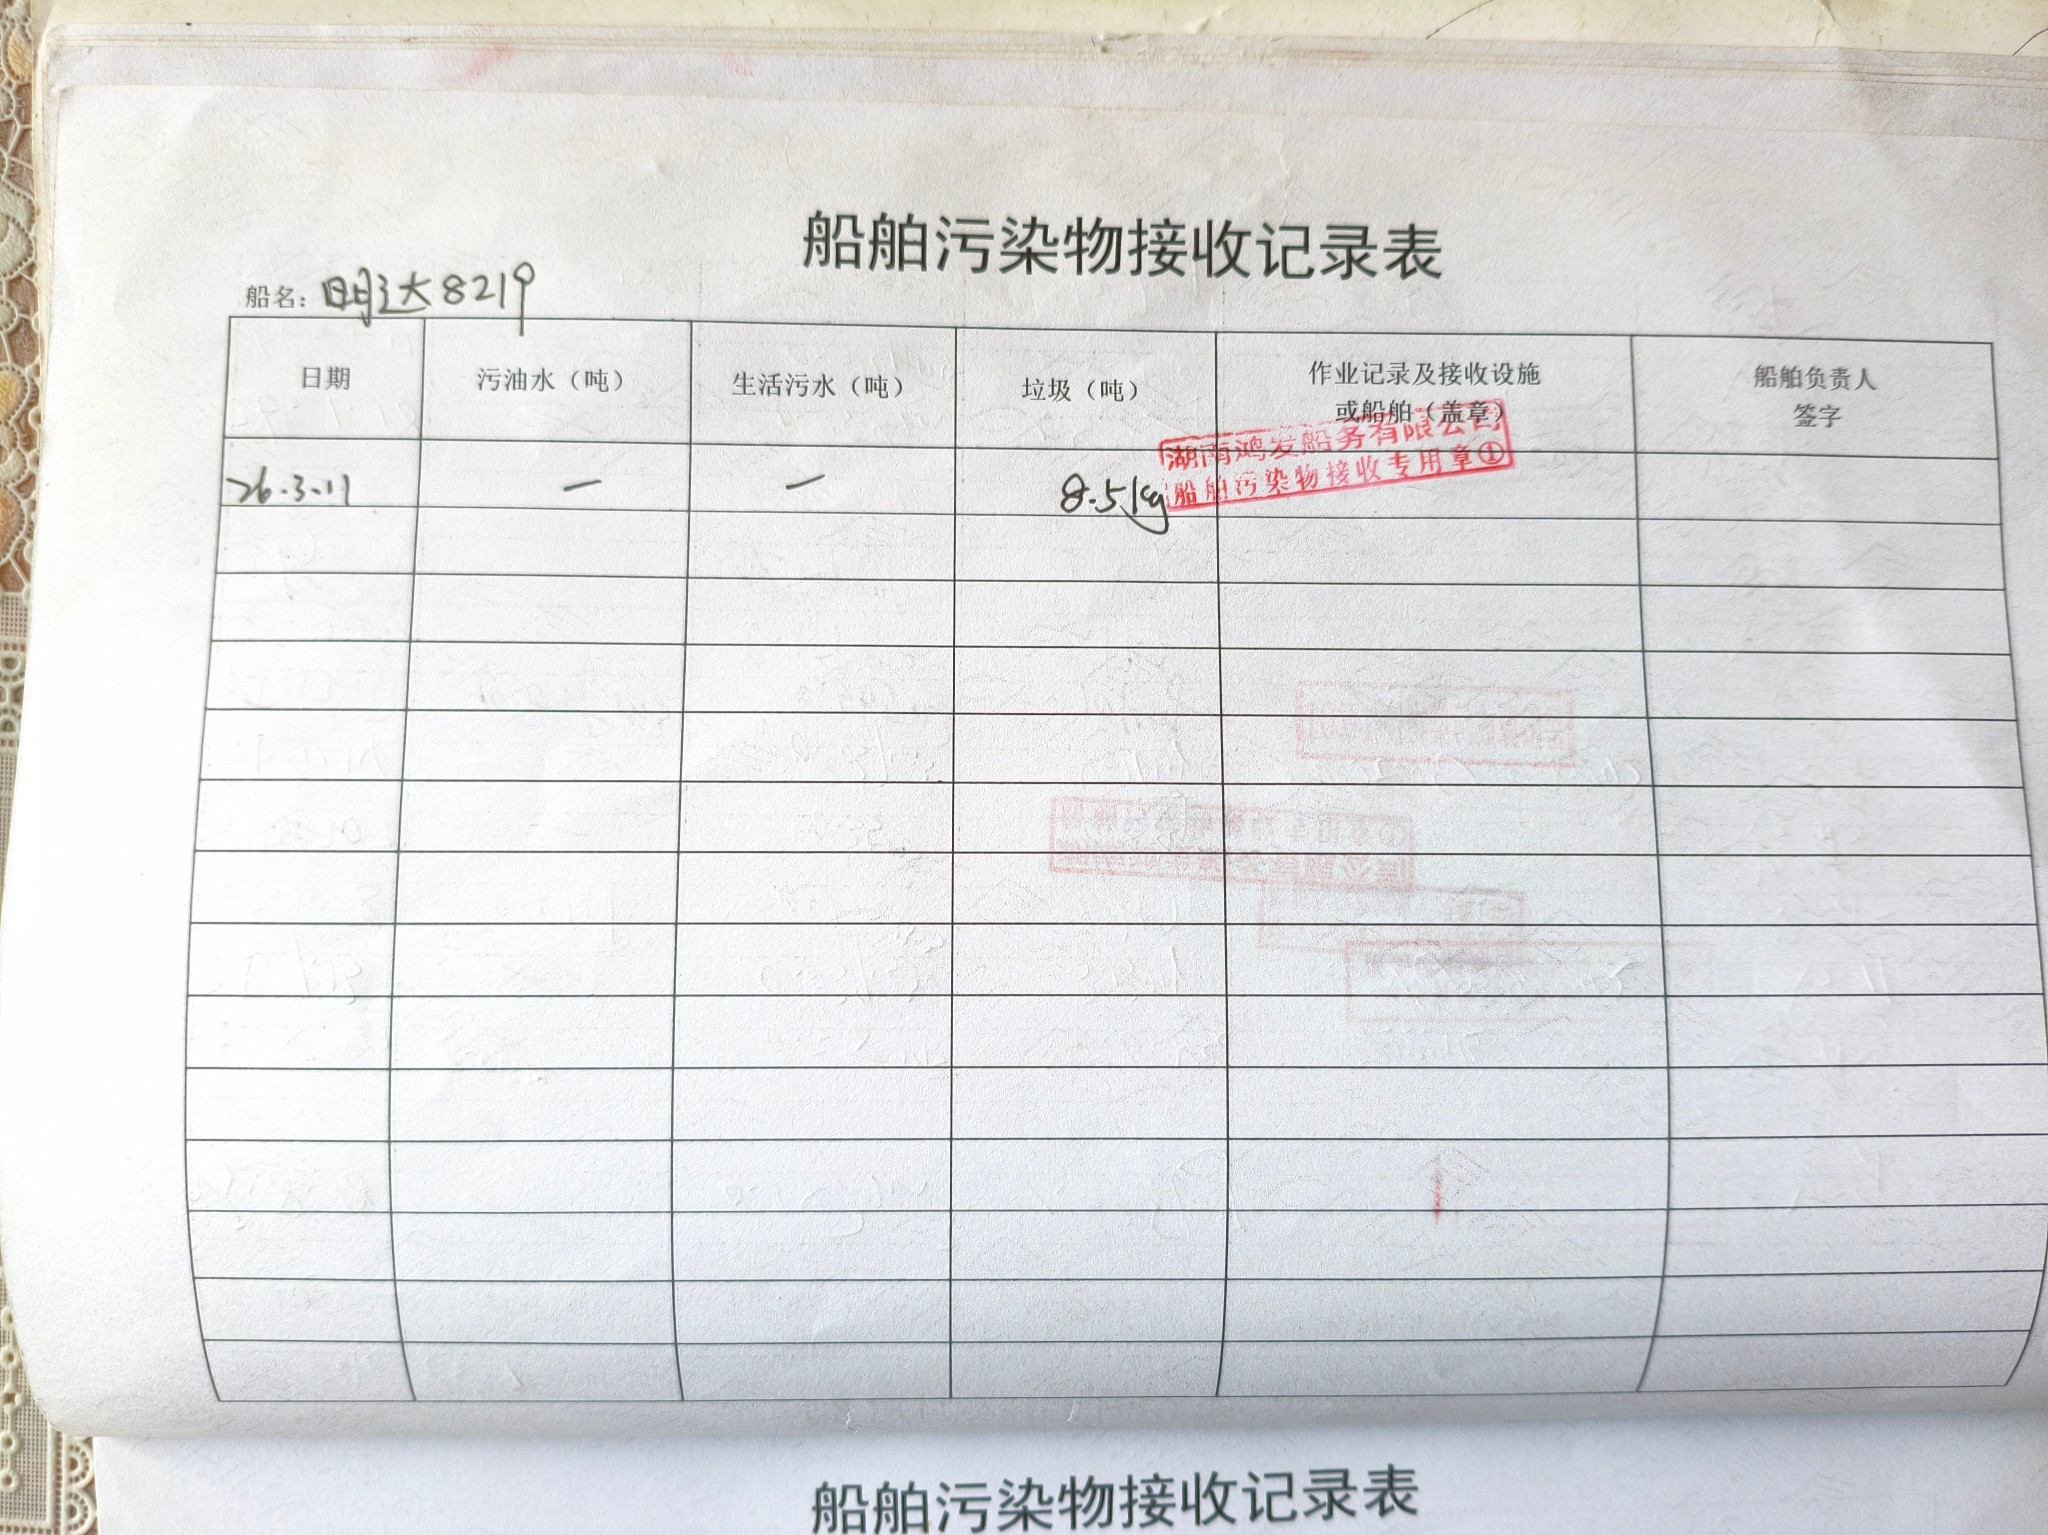 船舶污染物接收记录表
船名：明达8219
日期 污油水（吨） 生活污水（吨） 垃圾（吨） 作业记录及接收设施 船舶负责人
或船舶（盖章） 签字
湖南鸿发船务有限公司
船舶污染物接收专用章①
26.3.11 — — 8.5kg
船舶污染物接收记录表